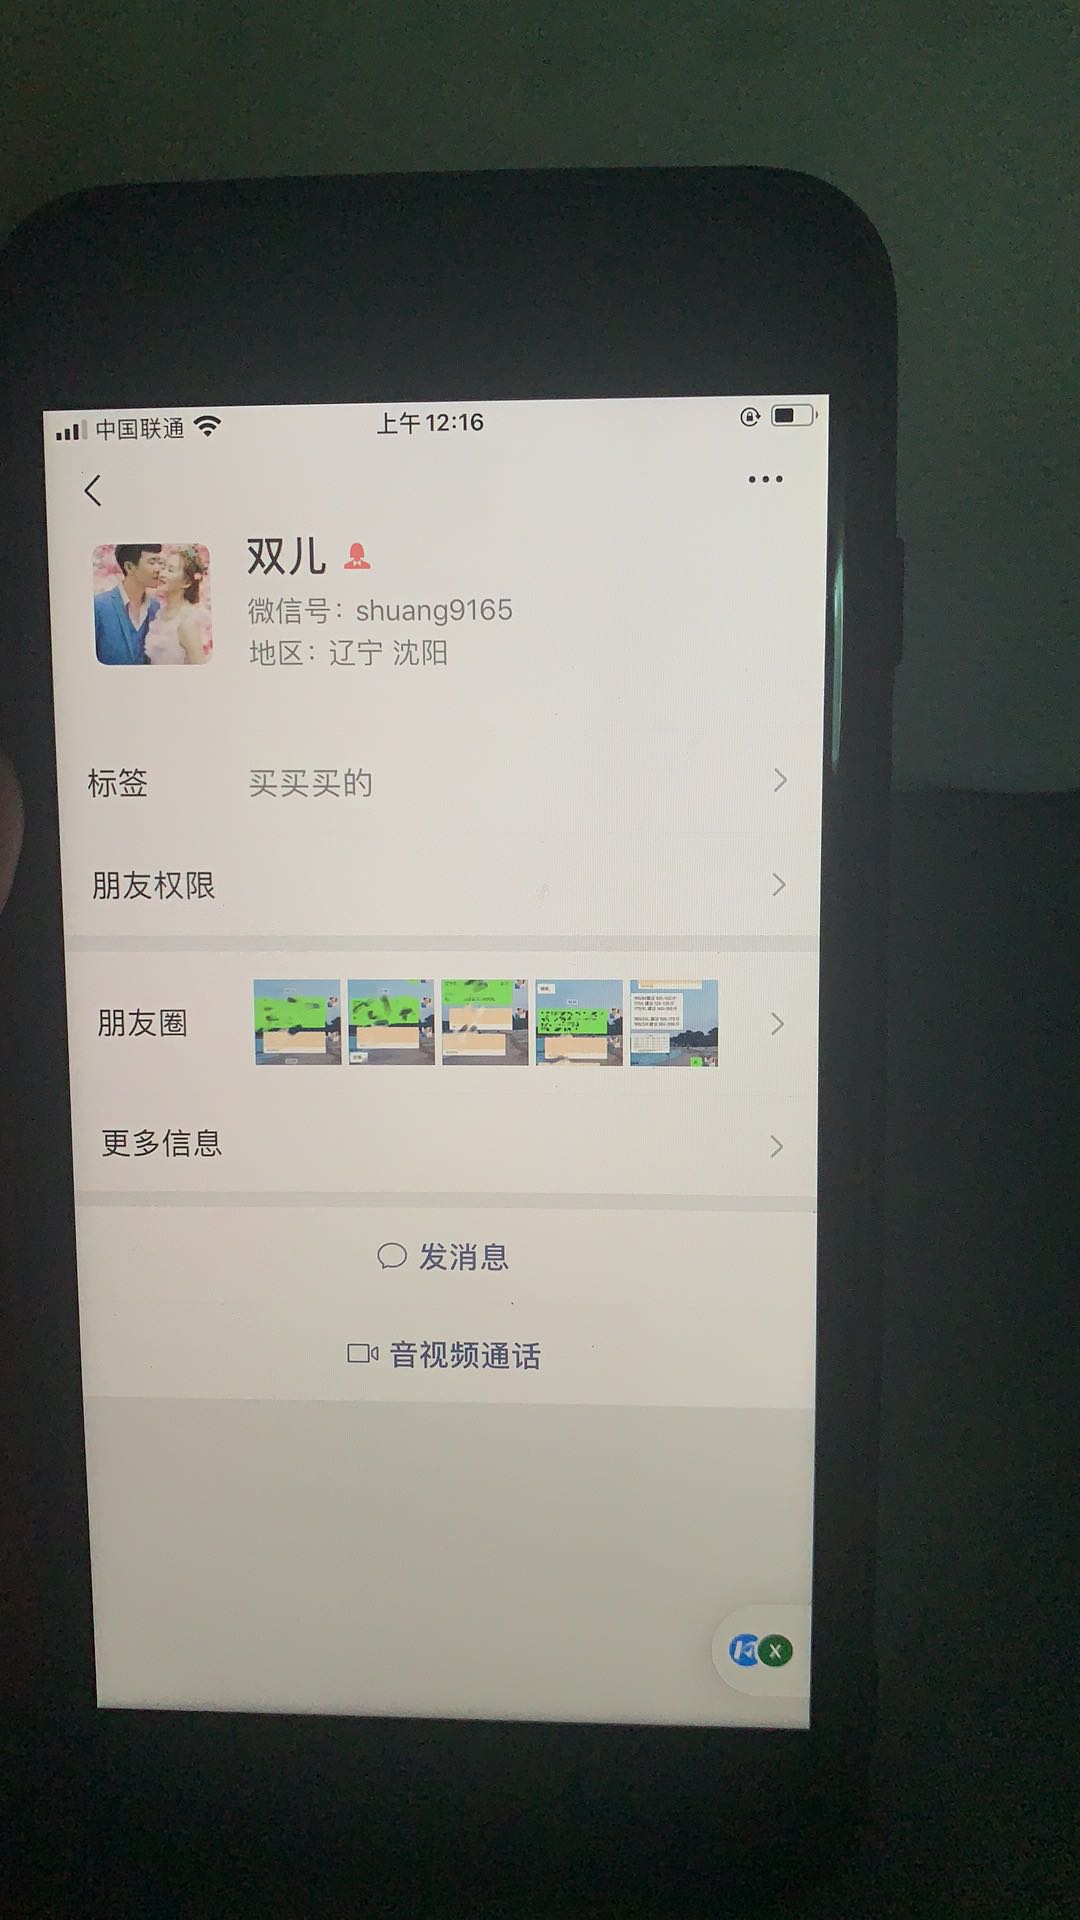 中国联通
上午12:16
双儿
微信号：shuang9165
地区：辽宁 沈阳
标签 买买买的
朋友权限
朋友圈
更多信息
发消息
音视频通话
X